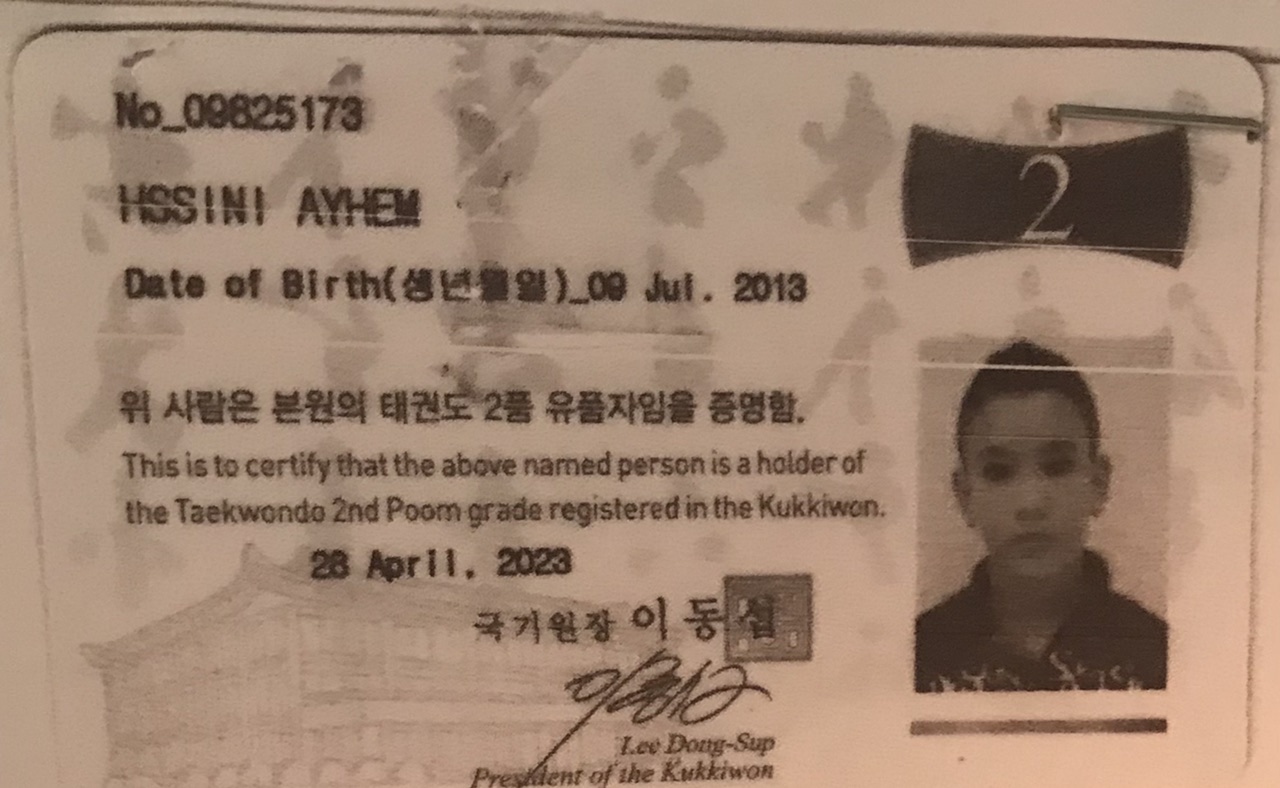 No_09825173
2
HSSINI AYHEM
Date of Birth(생년월일)_09 Jul. 2013
위 사람은 본원의 태권도 2품 유품자임을 증명함.
This is to certify that the above named person is a holder of
the Taekwondo 2nd Poom grade registered in the Kukkiwon.
28 April. 2023
국기원장 이동섭
Lee Dong-Sup
President of the Kukkiwon